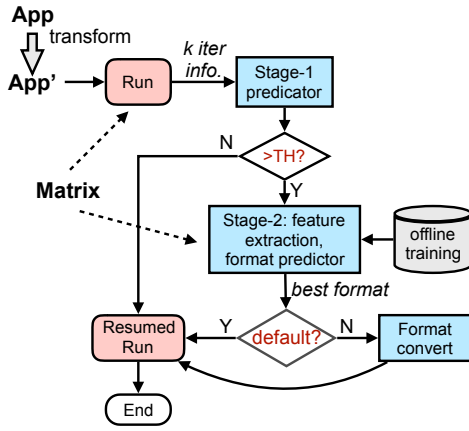 App
transform
App’
Run
k iter
info.
Stage-1
predicator
N
>TH?
Y
Matrix
Stage-2: feature
extraction,
format predictor
offline
training
best format
Resumed
Run
Y
default?
N
Format
convert
End